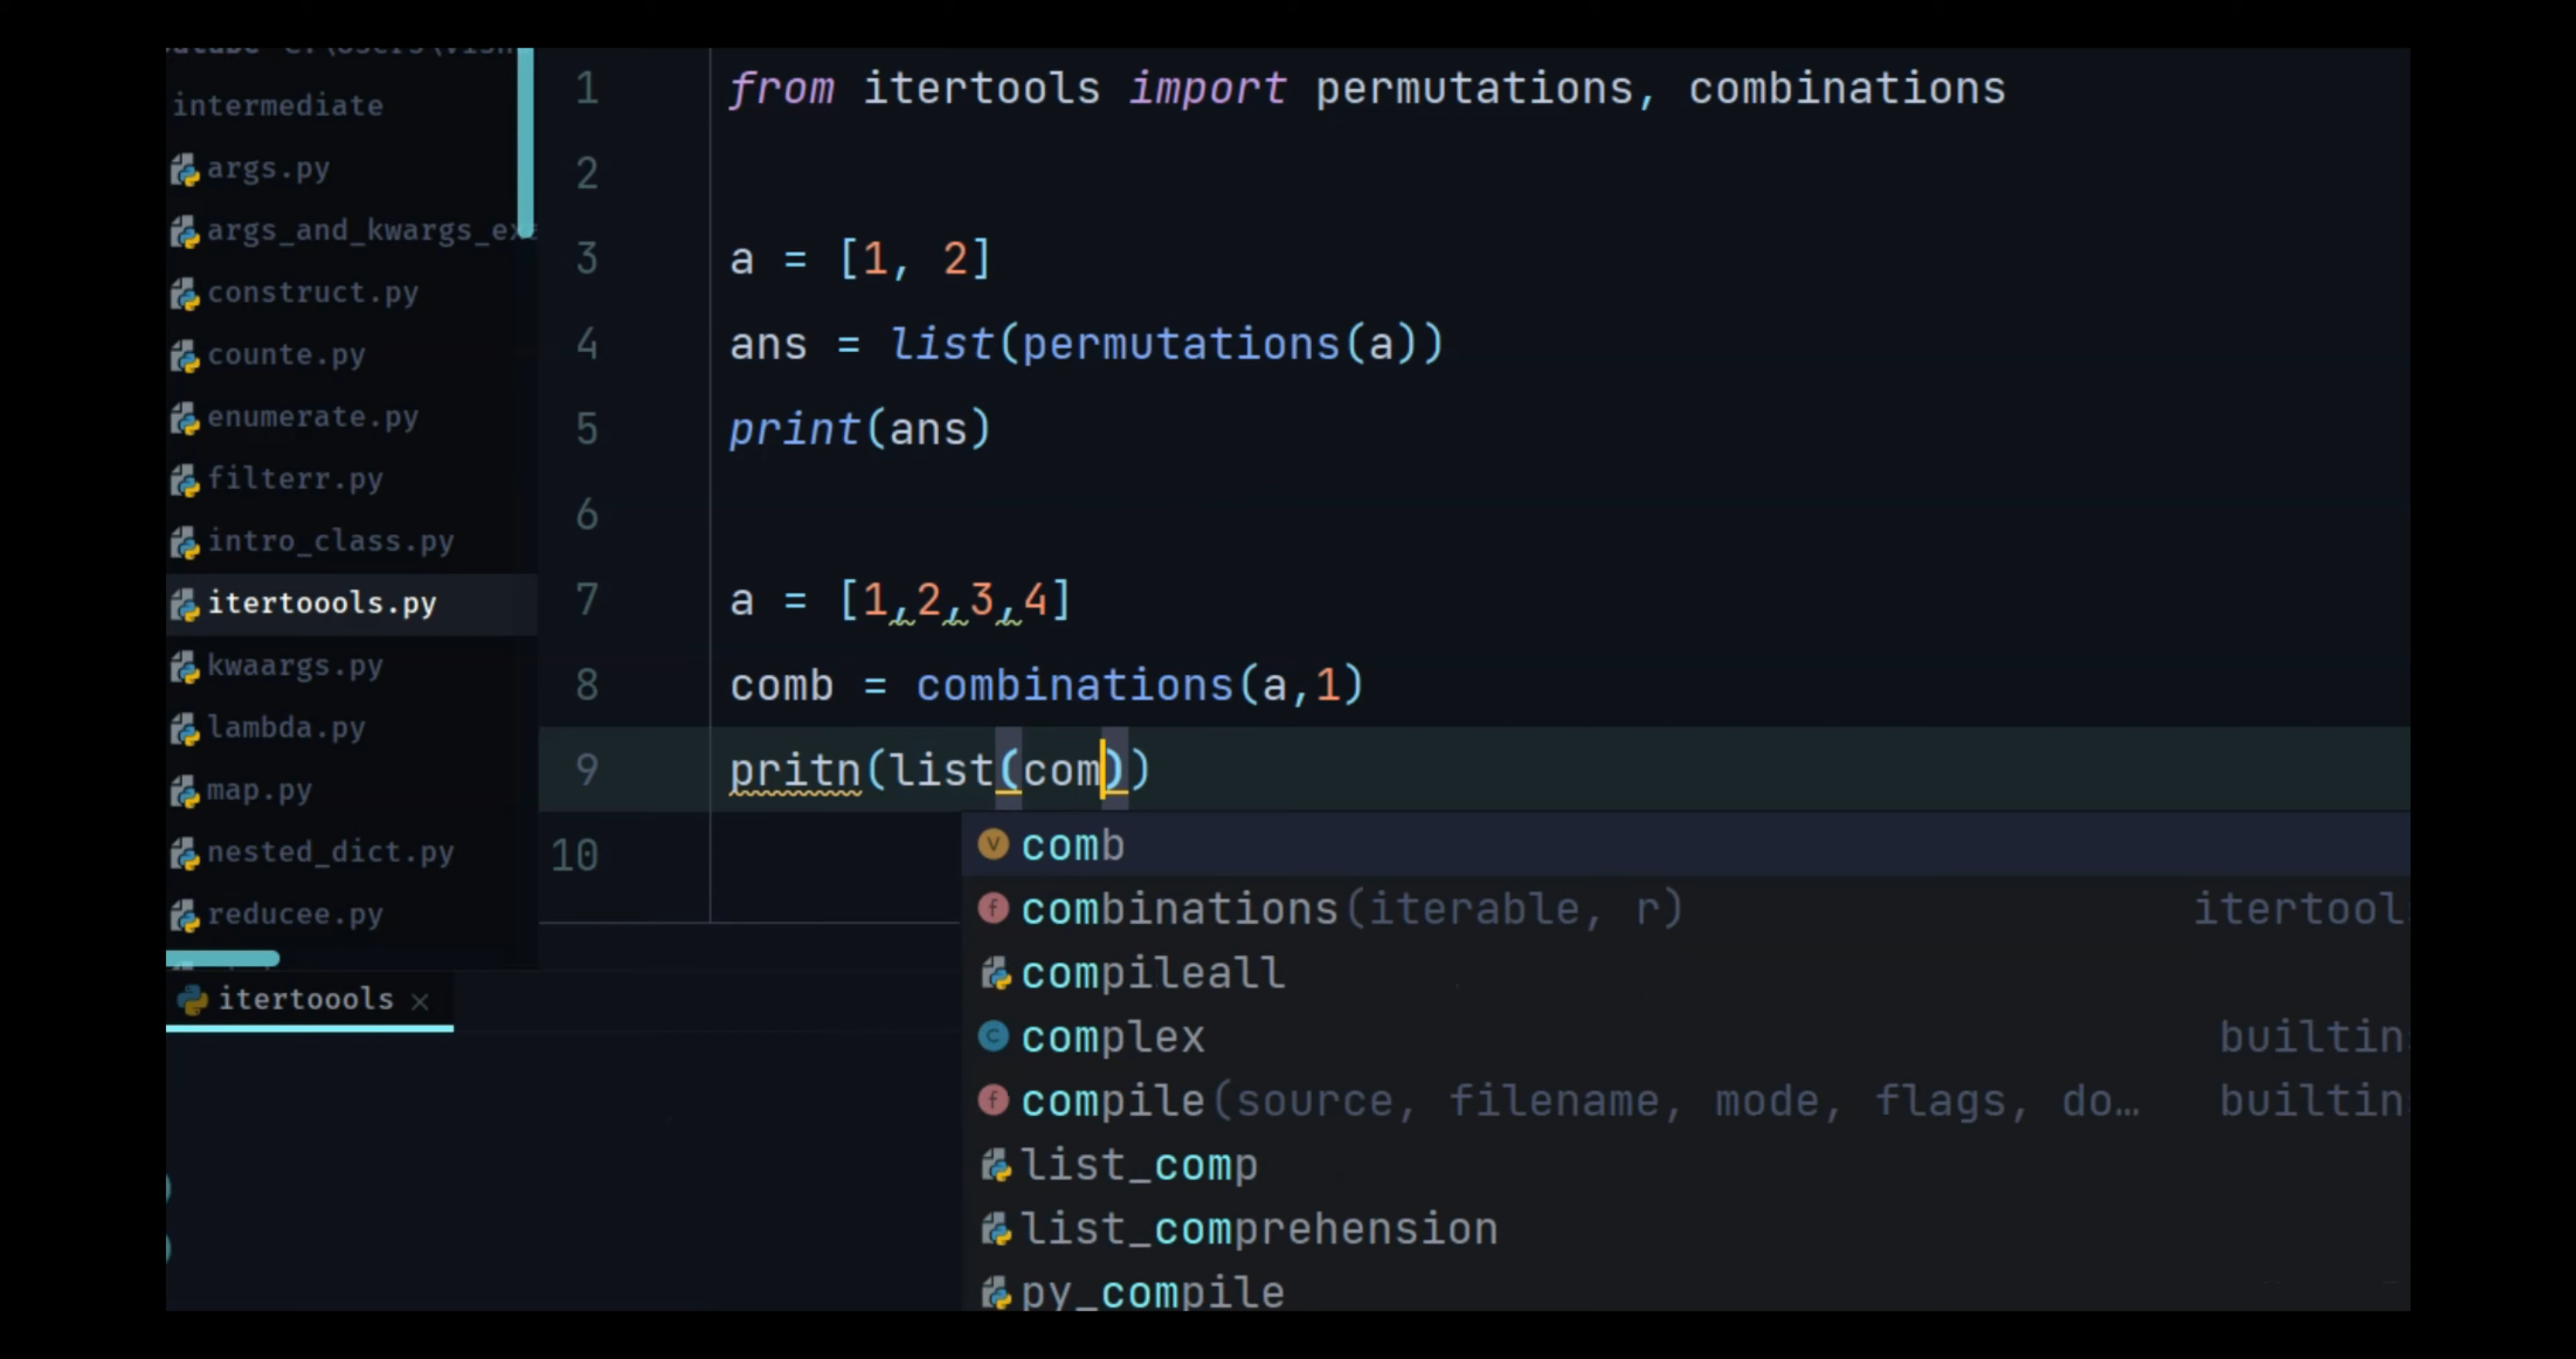 intermediate
args.py
args_and_kwargs_ex
construct.py
counte.py
enumerate.py
filterr.py
intro_class.py
itertoools.py
kwaargs.py
lambda.py
map.py
nested_dict.py
reducee.py
1 from itertools import permutations, combinations
2
3 a = [1, 2]
4 ans = list(permutations(a))
5 print(ans)
6
7 a = [1,2,3,4]
8 comb = combinations(a,1)
9 pritn(list(com))
10
comb
combinations(iterable, r) itertool
compileall
complex builtin
compile(source, filename, mode, flags, do… builtin
list_comp
list_comprehension
py_compile
itertoools ×